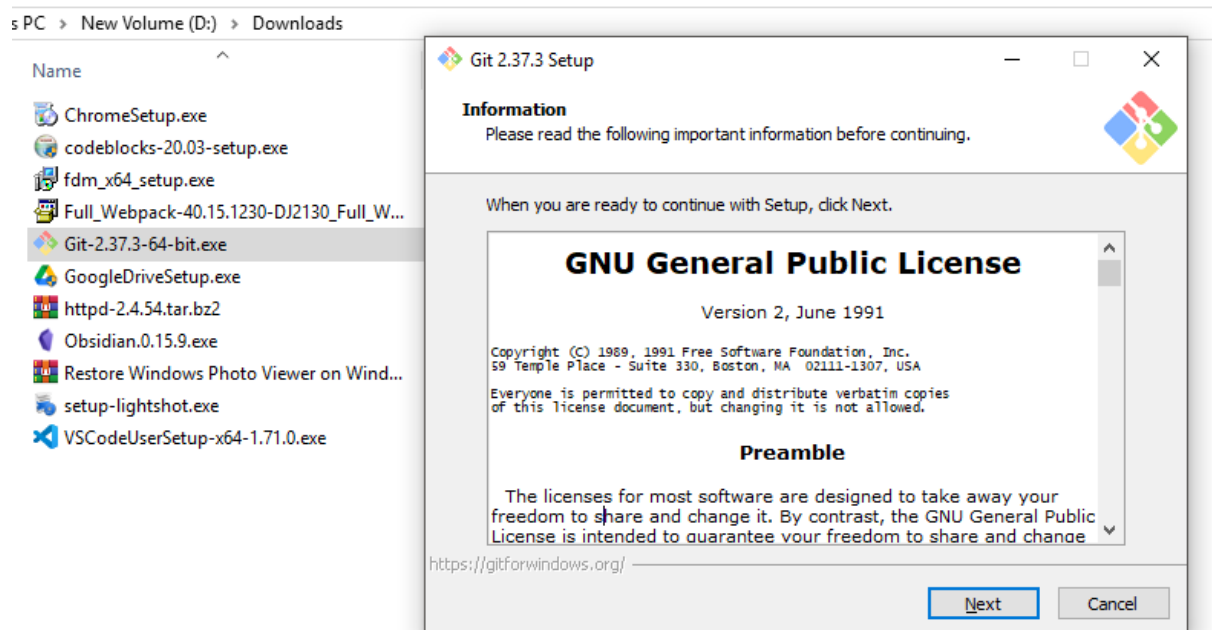 s PC > New Volume (D:) > Downloads
Name
ChromeSetup.exe
codeblocks-20.03-setup.exe
fdm_x64_setup.exe
Full_Webpack-40.15.1230-DJ2130_Full_W...
Git-2.37.3-64-bit.exe
GoogleDriveSetup.exe
httpd-2.4.54.tar.bz2
Obsidian.0.15.9.exe
Restore Windows Photo Viewer on Wind...
setup-lightshot.exe
VSCodeUserSetup-x64-1.71.0.exe
Git 2.37.3 Setup
Information
Please read the following important information before continuing.
When you are ready to continue with Setup, click Next.
GNU General Public License
Version 2, June 1991
Copyright (C) 1989, 1991 Free Software Foundation, Inc.
59 Temple Place - Suite 330, Boston, MA  02111-1307, USA
Everyone is permitted to copy and distribute verbatim copies
of this license document, but changing it is not allowed.
Preamble
The licenses for most software are designed to take away your
freedom to share and change it. By contrast, the GNU General Public
License is intended to guarantee your freedom to share and change
https://gitforwindows.org/
Next
Cancel